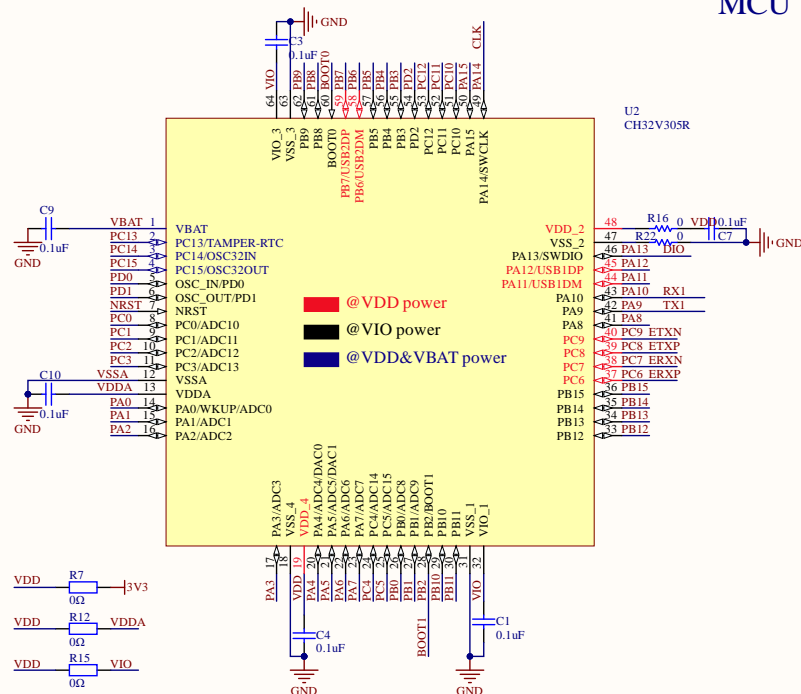 MCU
GND
C3
0.1uF
VIO
PB9
PB8
BOOT0
PB7
PB6
PB5
PB4
PB3
PD2
PC12
PC11
PC10
PA15
PA14
CLK
64
63
62
61
60
59
58
57
56
55
54
53
52
51
50
49
VIO_3
VSS_3
PB9
PB8
BOOT0
PB7/USB2DP
PB6/USB2DM
PB5
PB4
PB3
PD2
PC12
PC11
PC10
PA15
PA14/SWCLK
U2
CH32V305R
C9
0.1uF
GND
VBAT 1 VBAT
PC13 2 PC13/TAMPER-RTC
PC14 3 PC14/OSC32IN
PC15 4 PC15/OSC32OUT
PD0 5 OSC_IN/PD0
PD1 6 OSC_OUT/PD1
NRST 7 NRST
PC0 8 PC0/ADC10
PC1 9 PC1/ADC11
PC2 10 PC2/ADC12
PC3 11 PC3/ADC13
VSSA 12 VSSA
VDDA 13 VDDA
PA0 14 PA0/WKUP/ADC0
PA1 15 PA1/ADC1
PA2 16 PA2/ADC2
C10
0.1uF
GND
@VDD power
@VIO power
@VDD&VBAT power
VDD_2 48 R16 0 VDD 0.1uF
VSS_2 47 R22 0 C7
GND
PA13/SWDIO 46 PA13 DIO
PA12/USB1DP 45 PA12
PA11/USB1DM 44 PA11
PA10 43 PA10 RX1
PA9 42 PA9 TX1
PA8 41 PA8
PC9 40 PC9 ETXN
PC8 39 PC8 ETXP
PC7 38 PC7 ERXN
PC6 37 PC6 ERXP
PB15 36 PB15
PB14 35 PB14
PB13 34 PB13
PB12 33 PB12
PA3/ADC3
VSS_4
VDD_4
PA4/ADC4/DAC0
PA5/ADC5/DAC1
PA6/ADC6
PA7/ADC7
PC4/ADC14
PC5/ADC15
PB0/ADC8
PB1/ADC9
PB2/BOOT1
PB10
PB11
VSS_1
VIO_1
17
18
19
20
21
22
23
24
25
26
27
28
29
30
31
32
PA3
VDD
PA4
PA5
PA6
PA7
PC4
PC5
PB0
PB1
PB2
PB10
PB11
VIO
BOOT1
C4
0.1uF
GND
C1
0.1uF
GND
VDD R7 3V3
0Ω
VDD R12 VDDA
0Ω
VDD R15 VIO
0Ω